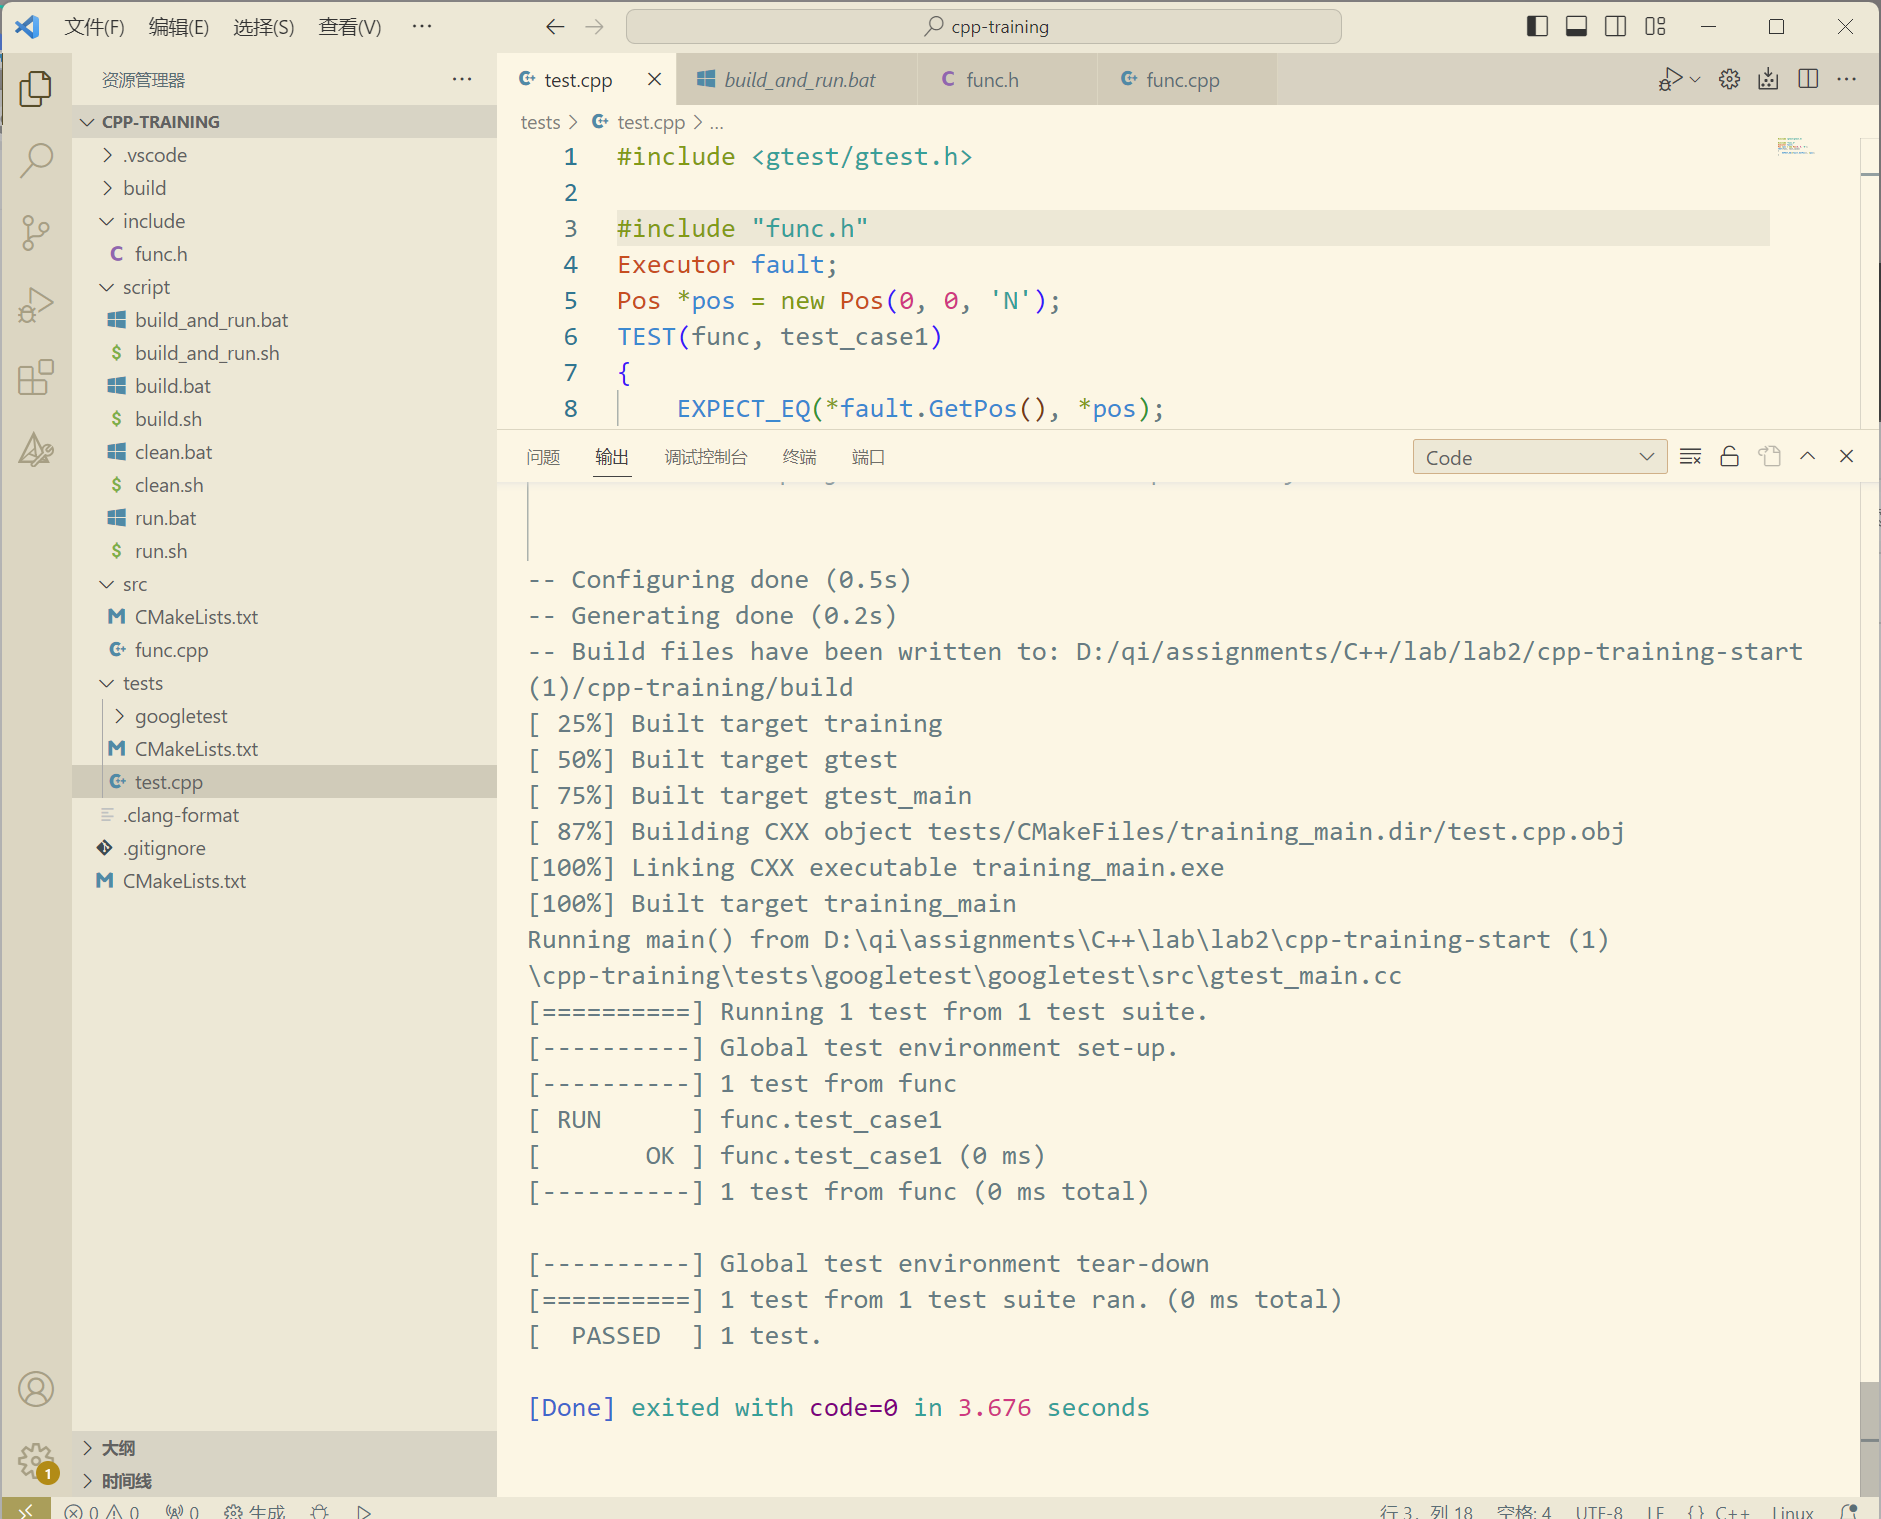 文件(F) 编辑(E) 选择(S) 查看(V) ··· cpp-training
资源管理器 ···
CPP-TRAINING
.vscode
build
include
func.h
script
build_and_run.bat
build_and_run.sh
build.bat
build.sh
clean.bat
clean.sh
run.bat
run.sh
src
CMakeLists.txt
func.cpp
tests
googletest
CMakeLists.txt
test.cpp
.clang-format
.gitignore
CMakeLists.txt
大纲
时间线
test.cpp build_and_run.bat func.h func.cpp
tests > test.cpp > ...
1 #include <gtest/gtest.h>
2
3 #include "func.h"
4 Executor fault;
5 Pos *pos = new Pos(0, 0, 'N');
6 TEST(func, test_case1)
7 {
8 EXPECT_EQ(*fault.GetPos(), *pos);
问题 输出 调试控制台 终端 端口 Code
-- Configuring done (0.5s)
-- Generating done (0.2s)
-- Build files have been written to: D:/qi/assignments/C++/lab/lab2/cpp-training-start
(1)/cpp-training/build
[ 25%] Built target training
[ 50%] Built target gtest
[ 75%] Built target gtest_main
[ 87%] Building CXX object tests/CMakeFiles/training_main.dir/test.cpp.obj
[100%] Linking CXX executable training_main.exe
[100%] Built target training_main
Running main() from D:\qi\assignments\C++\lab\lab2\cpp-training-start (1)
\cpp-training\tests\googletest\googletest\src\gtest_main.cc
[==========] Running 1 test from 1 test suite.
[----------] Global test environment set-up.
[----------] 1 test from func
[ RUN      ] func.test_case1
[       OK ] func.test_case1 (0 ms)
[----------] 1 test from func (0 ms total)
[----------] Global test environment tear-down
[==========] 1 test from 1 test suite ran. (0 ms total)
[  PASSED  ] 1 test.
[Done] exited with code=0 in 3.676 seconds
1
0 0 0 生成 行 3，列 18 空格: 4 UTF-8 LF {} C++ Linux